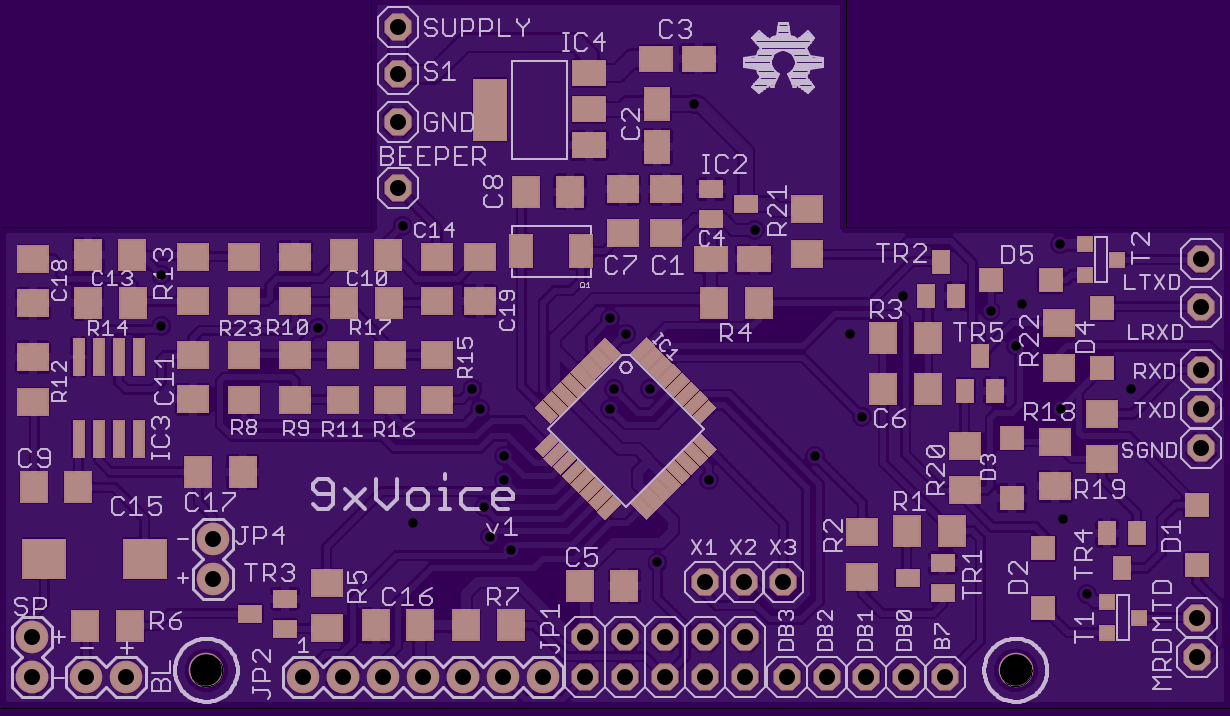 SUPPLY
IC4
C3
S1
C2
GND
BEEPER
IC2
C8
R21
C14
C4
C7
C1
Q1
C18
C13
R13
C10
C19
TR2
D5
T2
LTXD
R14
R23
R10
R17
R4
R3
TR5
R22
D4
LRXD
IC1
R12
C11
R15
RXD
TXD
SGND
R8
R9
R11
R16
C6
R18
IC3
C9
C17
R20
D3
R19
C15
9xVoice
v1
R1
R2
D1
- JP4
+
TR3
R5
C16
R7
C5
X1 X2 X3
TR1
D2
TR4
SP
+
-
R6
- +
BL
JP2
1
JP1
DB3
DB2
DB1
DB0
B7
T1
MRDMTD